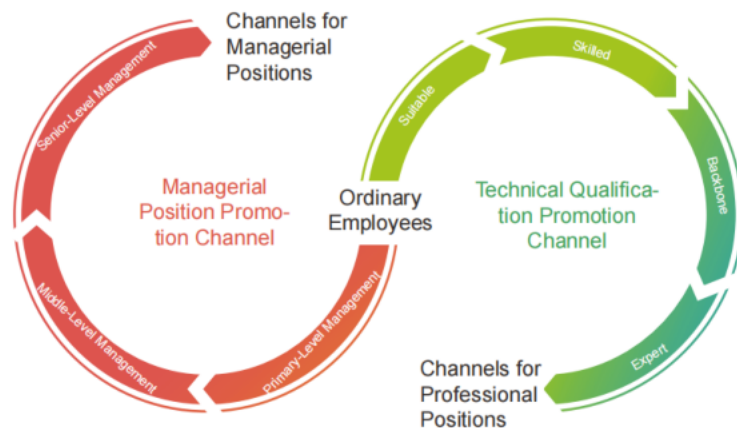 Channels for
Managerial
Positions
Senior-Level Management
Middle-Level Management
Primary-Level Management
Managerial
Position Promo-
tion Channel
Ordinary
Employees
Suitable
Skilled
Backbone
Expert
Technical Qualifica-
tion Promotion
Channel
Channels for
Professional
Positions